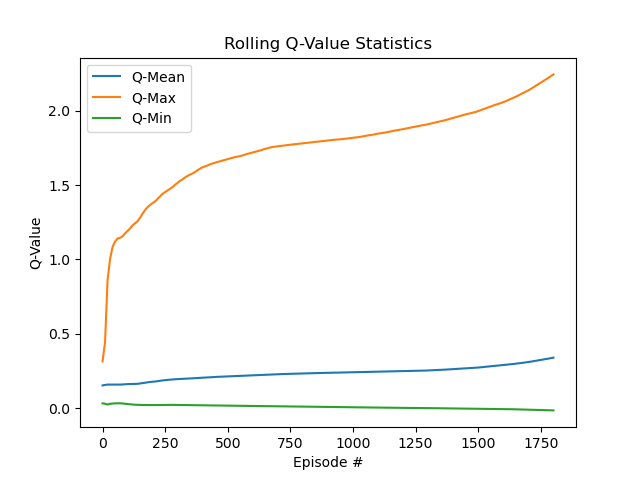 Rolling Q-Value Statistics
Q-Mean
Q-Max
Q-Min
Q-Value
2.0
1.5
1.0
0.5
0.0
0 250 500 750 1000 1250 1500 1750
Episode #